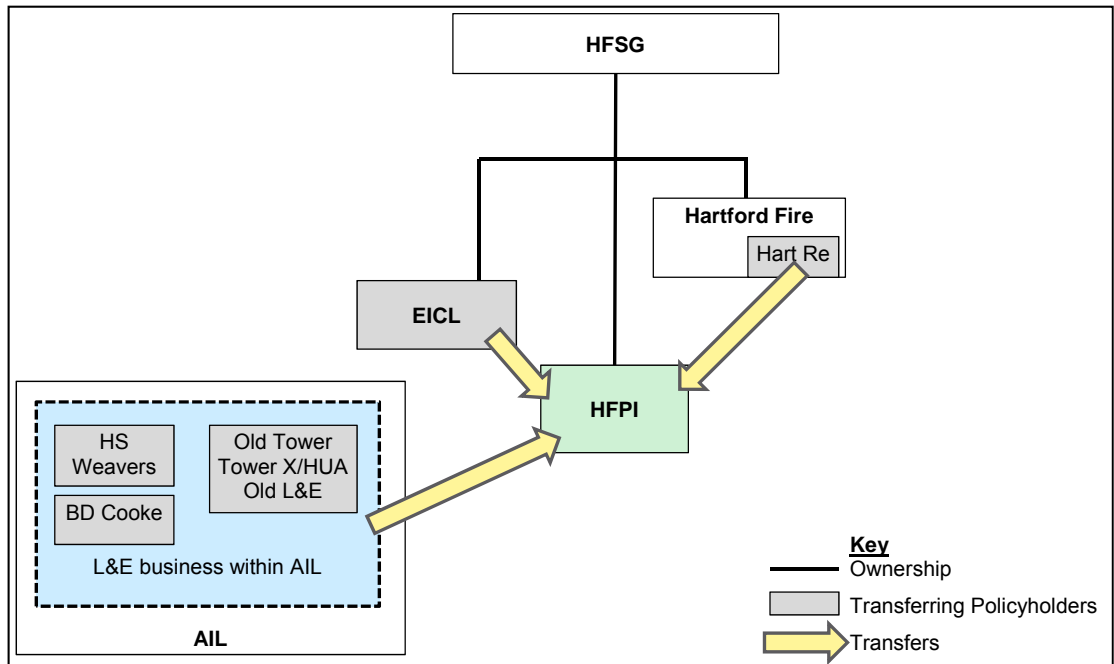 HFSG
Hartford Fire
Hart Re
EICL
HFPI
HS
Weavers
BD Cooke
Old Tower
Tower X/HUA
Old L&E
L&E business within AIL
AIL
Key
Ownership
Transferring Policyholders
Transfers